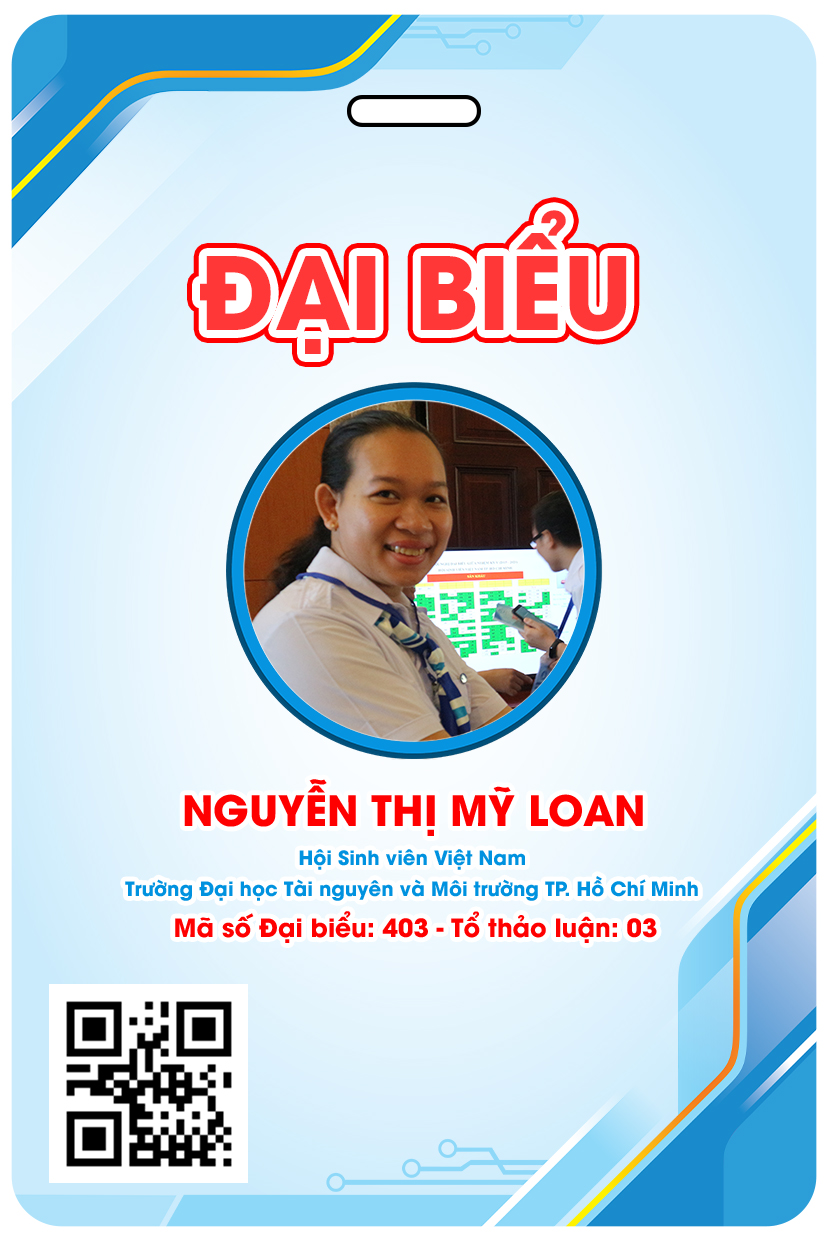 ĐẠI BIỂU
NGUYỄN THỊ MỸ LOAN
Hội Sinh viên Việt Nam
Trường Đại học Tài nguyên và Môi trường TP. Hồ Chí Minh
Mã số Đại biểu: 403 - Tổ thảo luận: 03